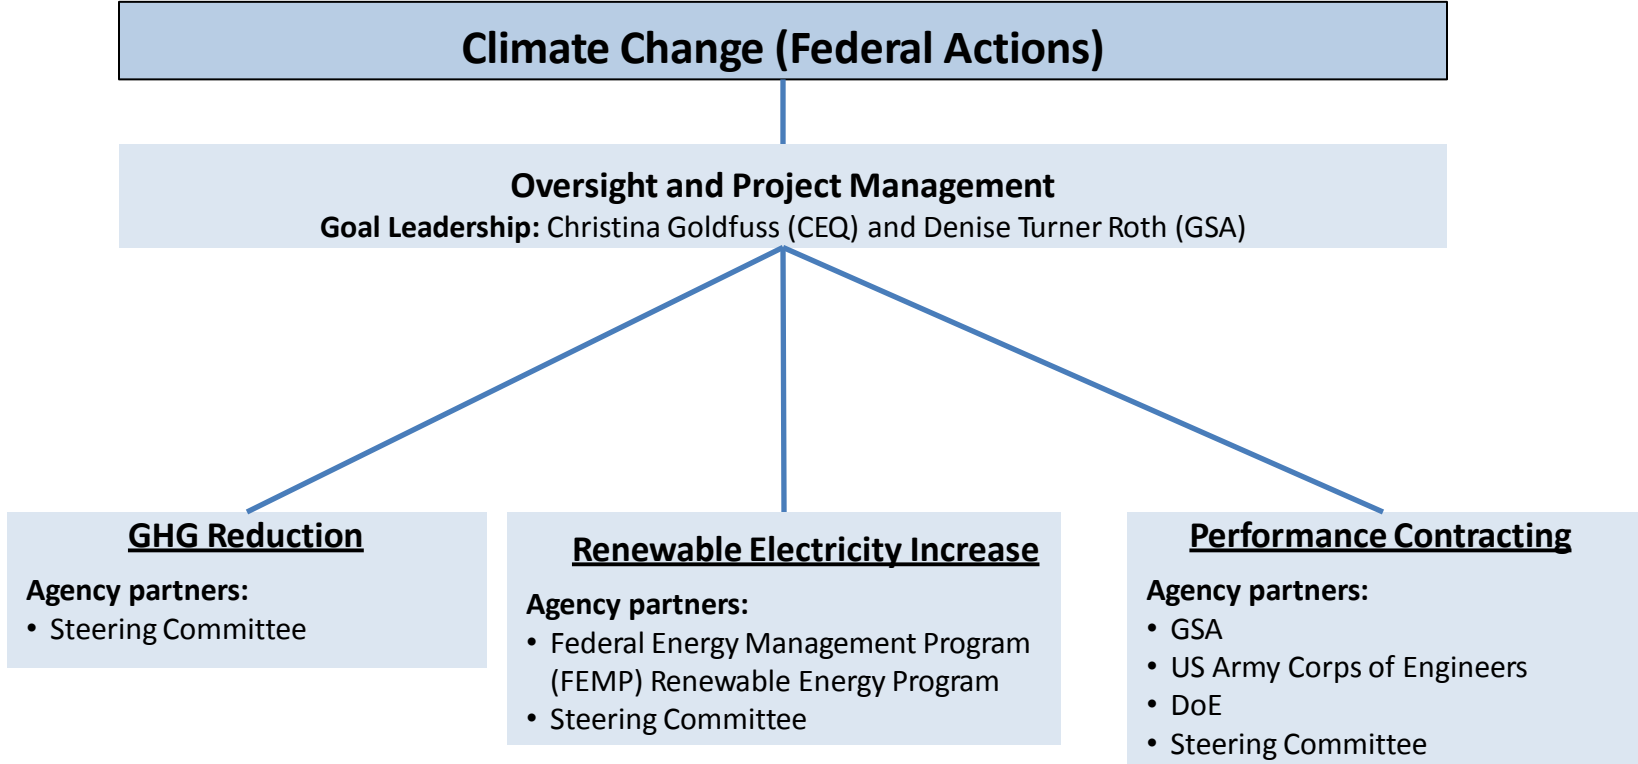 Climate Change (Federal Actions)
Oversight and Project Management
Goal Leadership: Christina Goldfuss (CEQ) and Denise Turner Roth (GSA)
GHG Reduction
Agency partners:
• Steering Committee
Renewable Electricity Increase
Agency partners:
• Federal Energy Management Program
(FEMP) Renewable Energy Program
• Steering Committee
Performance Contracting
Agency partners:
• GSA
• US Army Corps of Engineers
• DoE
• Steering Committee